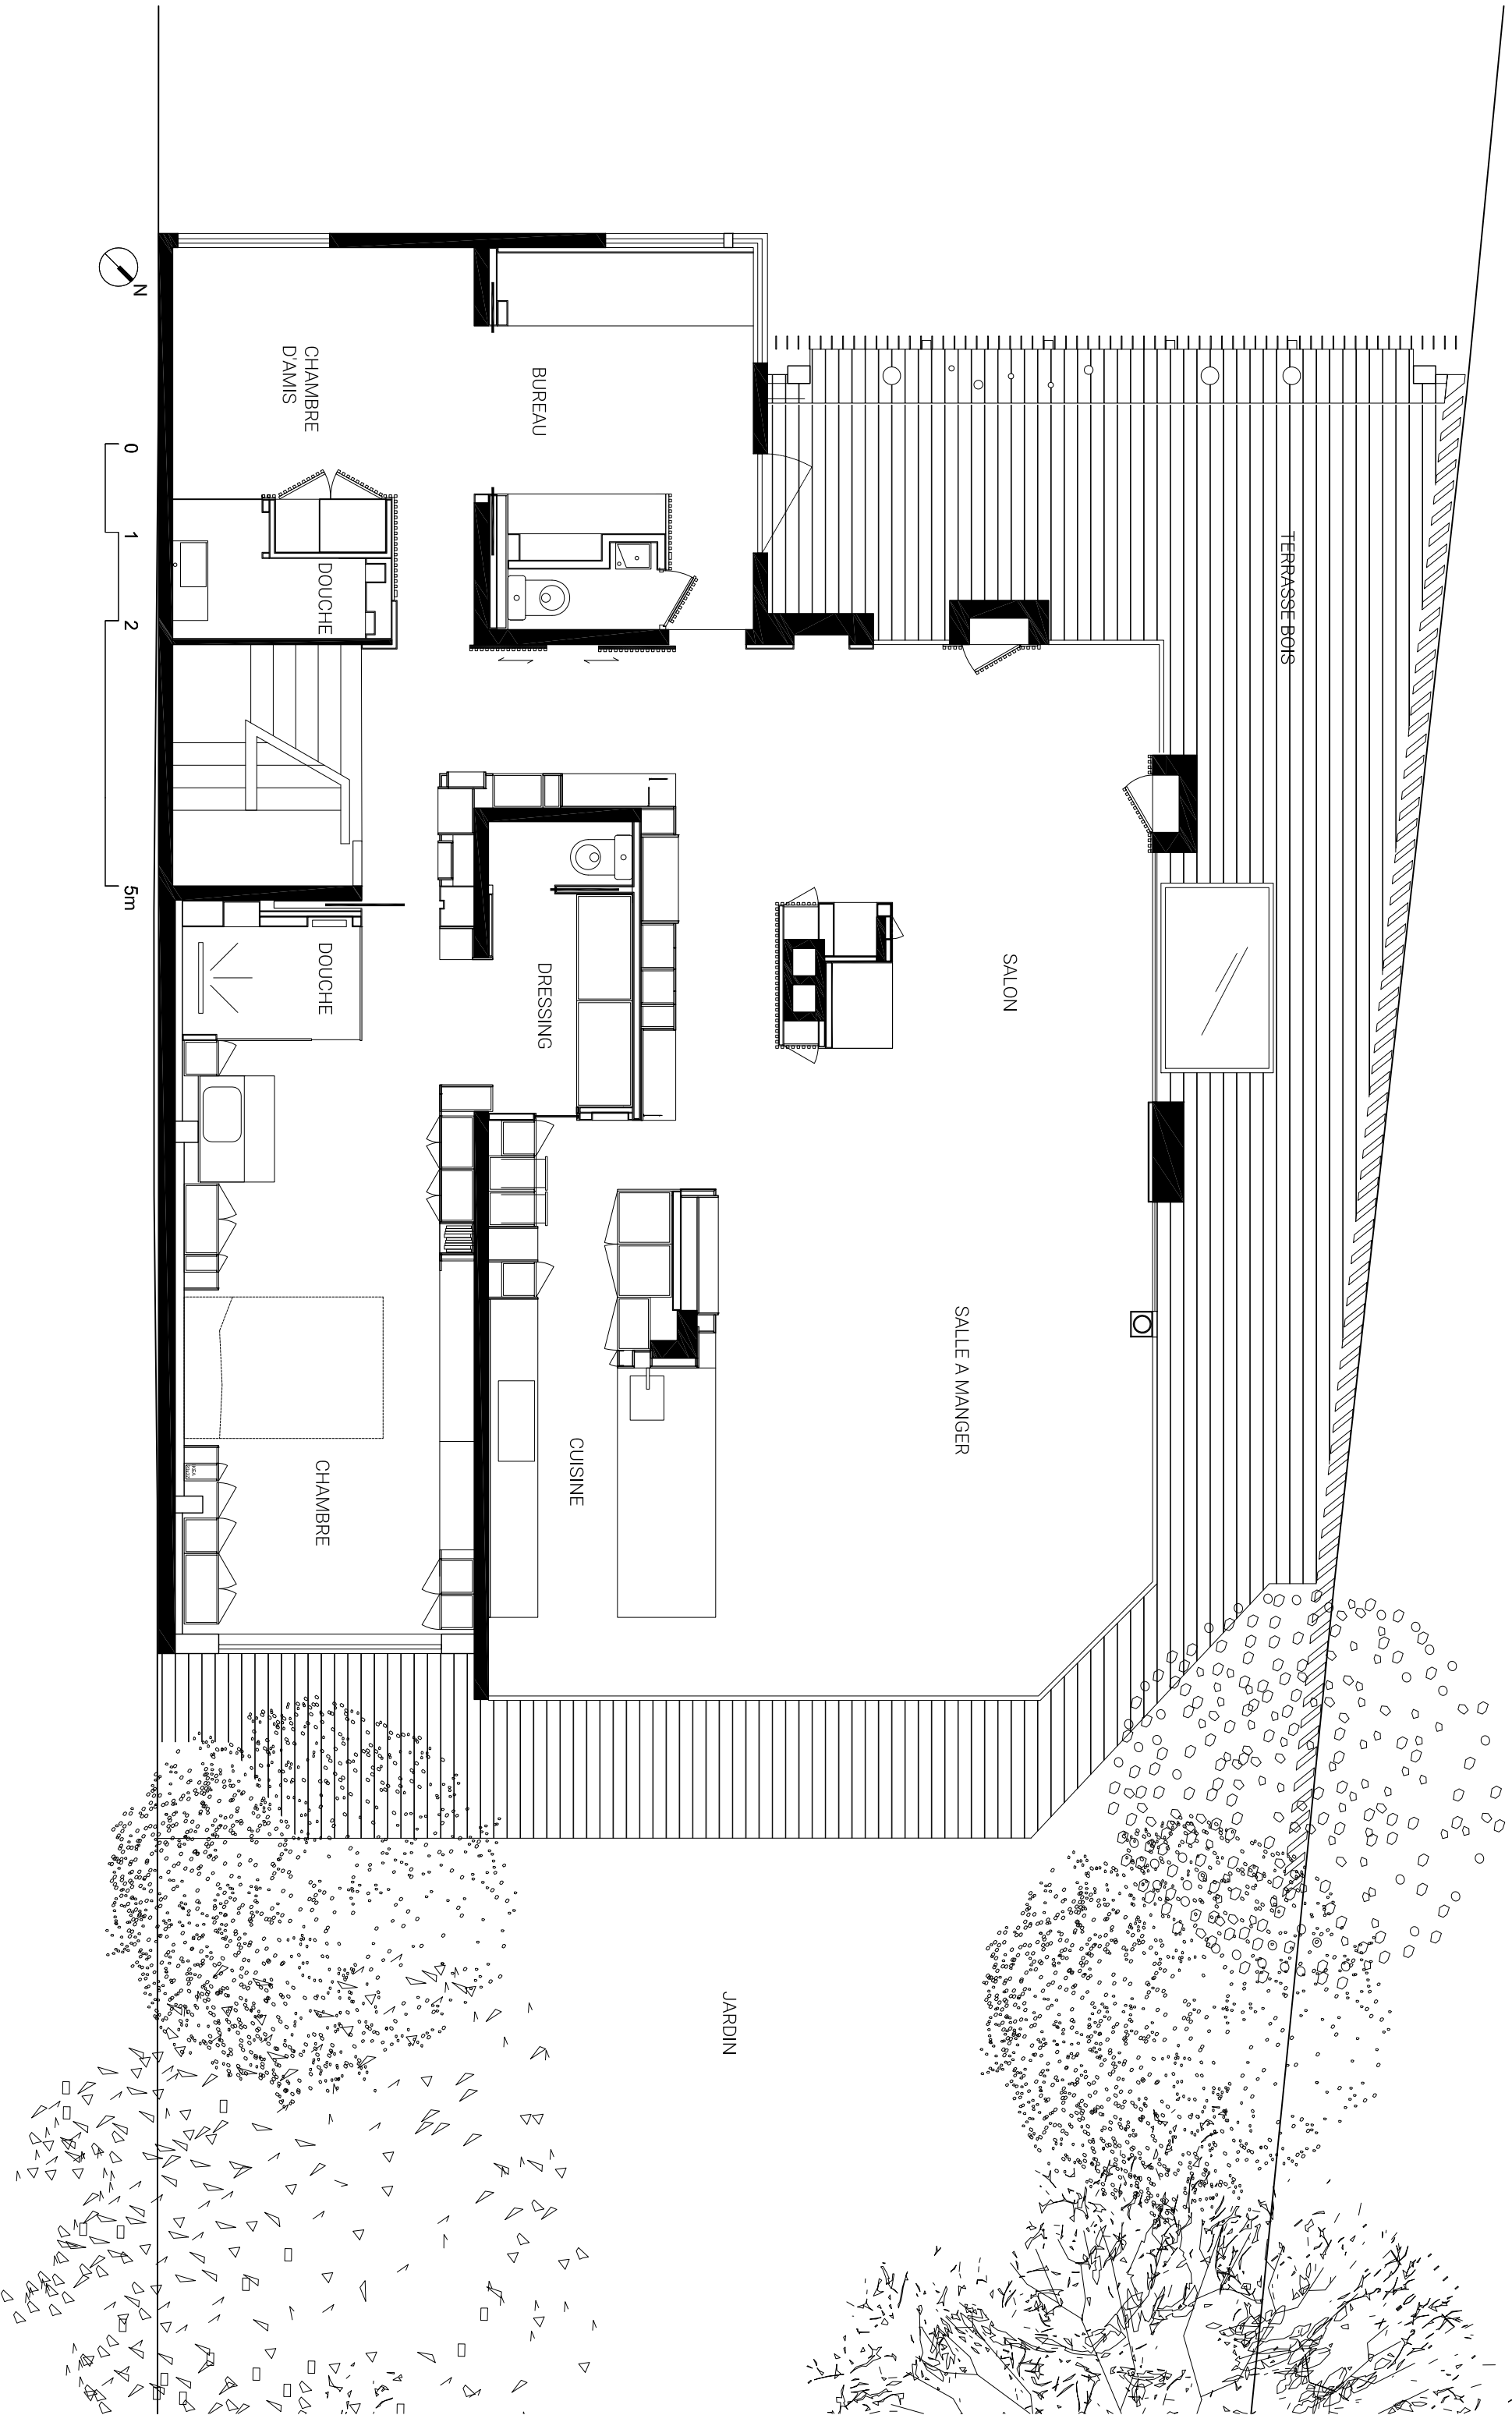 TERRASSE BOIS
SALON
SALLE A MANGER
JARDIN
BUREAU
DRESSING
CUISINE
CHAMBRE
D'AMIS
DOUCHE
DOUCHE
CHAMBRE
N
0
1
2
5m